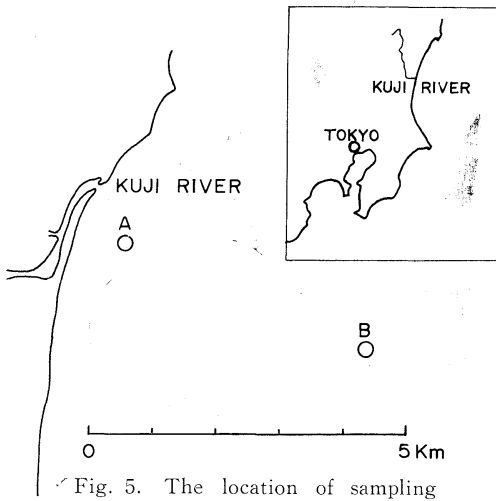 KUJI RIVER
TOKYO
KUJI RIVER
A
B
0 5 Km
Fig. 5. The location of sampling